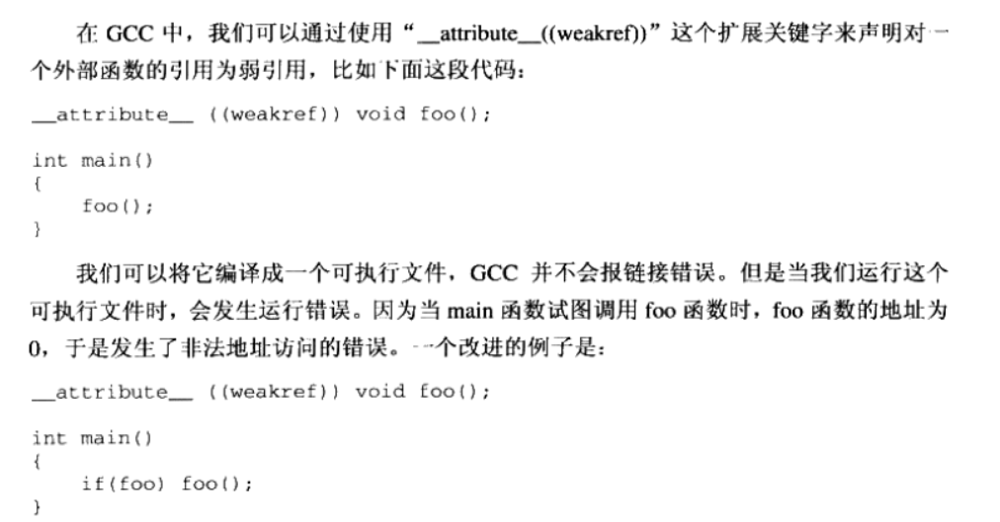 在 GCC 中，我们可以通过使用“__attribute__((weakref))”这个扩展关键字来声明对一
个外部函数的引用为弱引用，比如下面这段代码：
__attribute__ ((weakref)) void foo();
int main()
{
    foo();
}
我们可以将它编译成一个可执行文件，GCC 并不会报链接错误。但是当我们运行这个
可执行文件时，会发生运行错误。因为当 main 函数试图调用 foo 函数时，foo 函数的地址为
0，于是发生了非法地址访问的错误。一个改进的例子是：
__attribute__ ((weakref)) void foo();
int main()
{
    if(foo) foo();
}